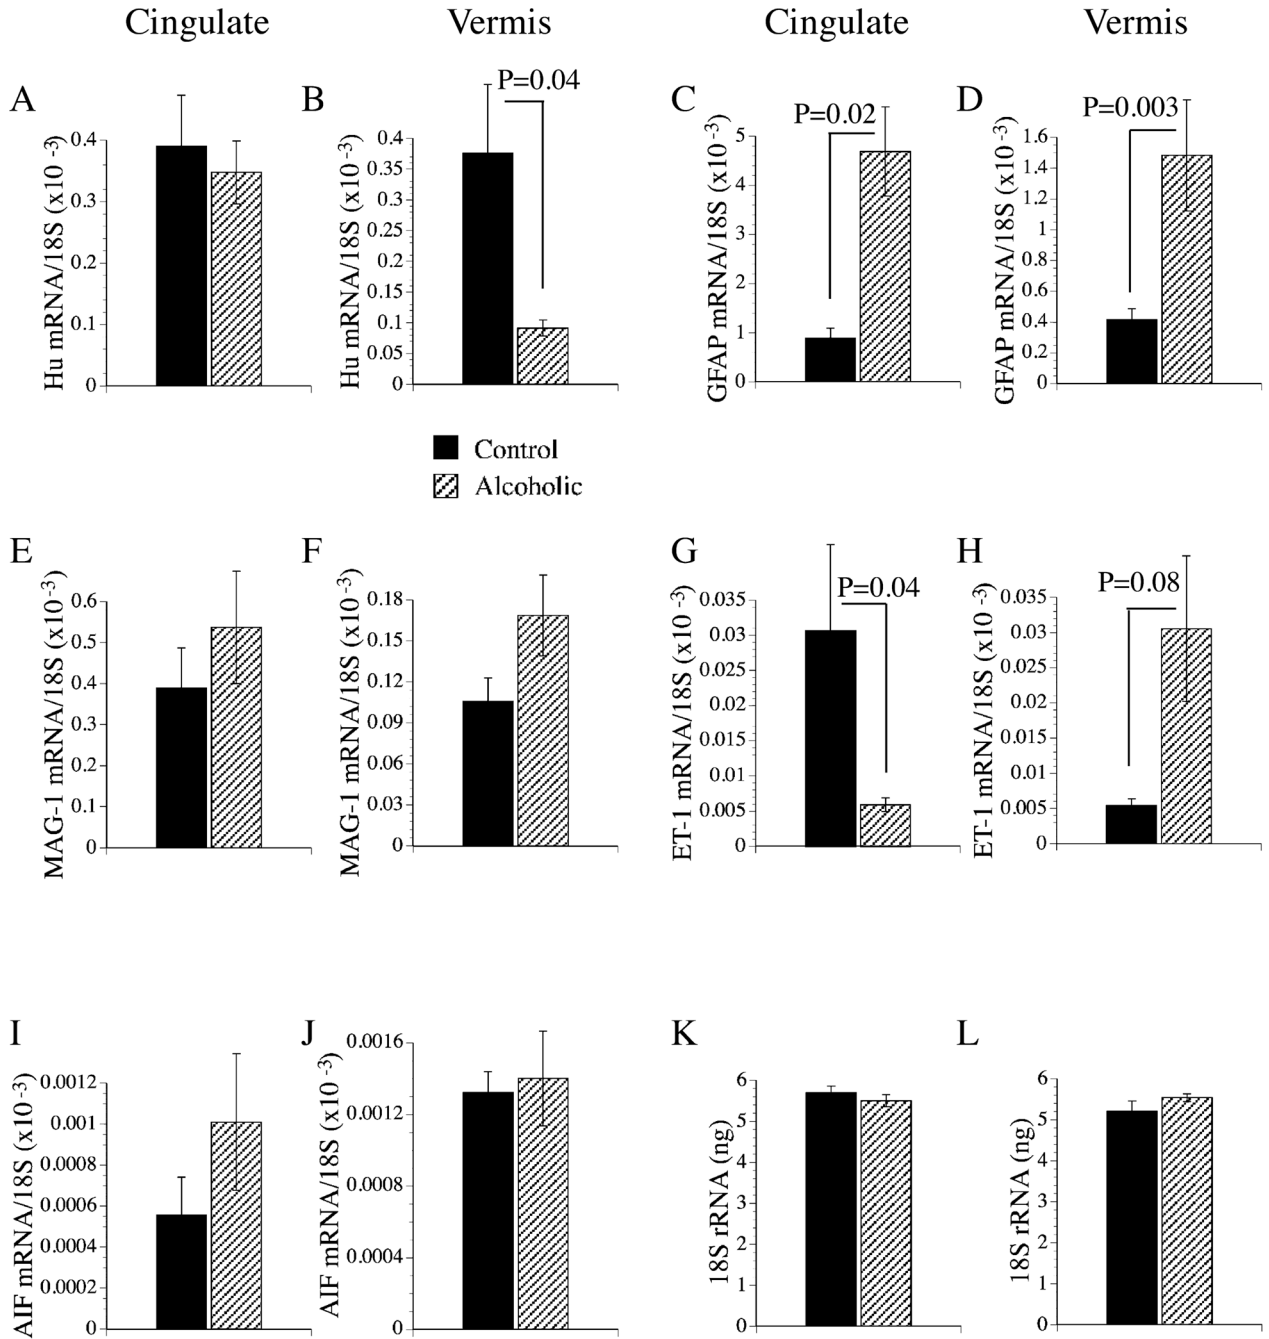 Cingulate
Vermis
Cingulate
Vermis
A
Hu mRNA/18S (x10 -3)
0.4
0.3
0.2
0.1
0
B
P=0.04
Hu mRNA/18S (x10 -3)
0.4
0.35
0.3
0.25
0.2
0.15
0.1
0.05
0
C
P=0.02
GFAP mRNA/18S (x10 -3)
5
4
3
2
1
0
D
P=0.003
GFAP mRNA/18S (x10 -3)
1.6
1.4
1.2
1
0.8
0.6
0.4
0.2
0
Control
Alcoholic
E
MAG-1 mRNA/18S (x10 -3)
0.6
0.5
0.4
0.3
0.2
0.1
0
F
MAG-1 mRNA/18S (x10 -3)
0.18
0.15
0.12
0.09
0.06
0.03
0
G
P=0.04
ET-1 mRNA/18S (x10 -3)
0.035
0.03
0.025
0.02
0.015
0.01
0.005
0
H
P=0.08
ET-1 mRNA/18S (x10 -3)
0.035
0.03
0.025
0.02
0.015
0.01
0.005
0
I
AIF mRNA/18S (x10 -3)
0.0012
0.001
0.0008
0.0006
0.0004
0.0002
0
J
AIF mRNA/18S (x10 -3)
0.0016
0.0012
0.0008
0.0004
0
K
18S rRNA (ng)
6
5
4
3
2
1
0
L
18S rRNA (ng)
6
5
4
3
2
1
0